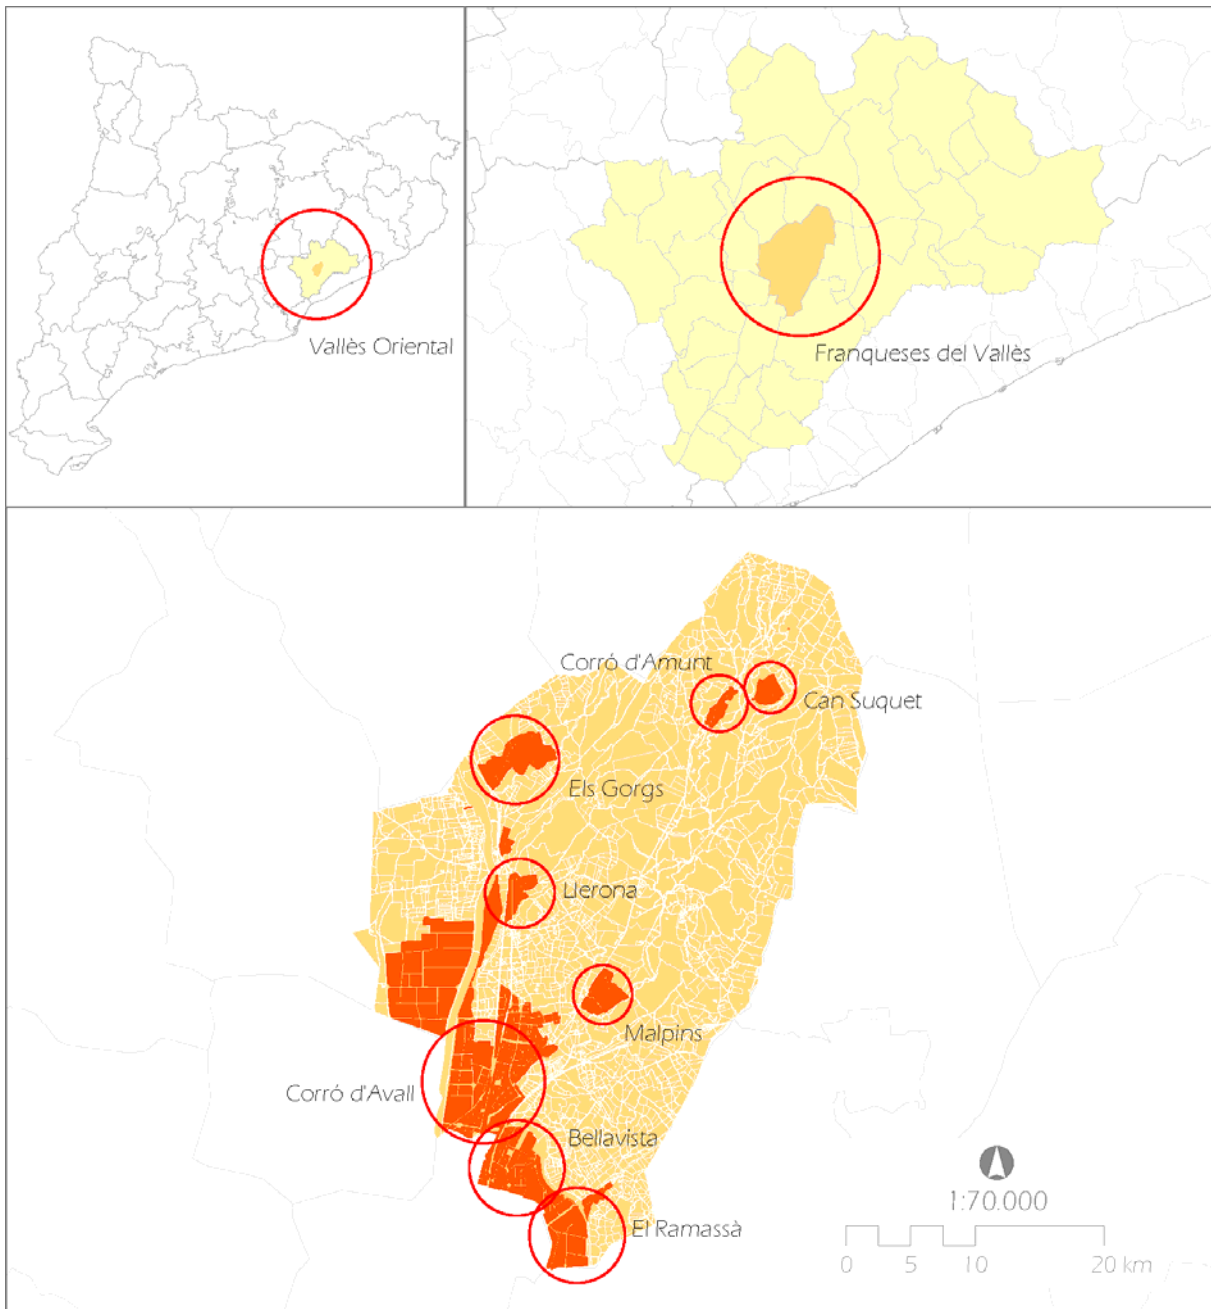 Vallès Oriental
Franqueses del Vallès
Corró d'Amunt
Can Suquet
Els Gorgs
Llerona
Malpins
Corró d'Avall
Bellavista
El Ramassà
1:70.000
0 5 10 20 km